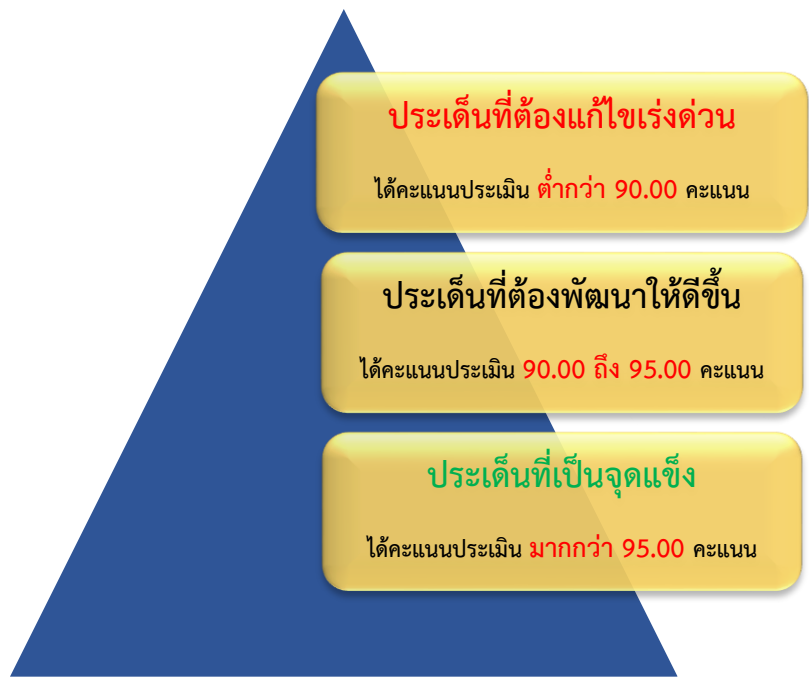 ประเด็นที่ต้องแก้ไขเร่งด่วน
ได้คะแนนประเมิน ต่ำกว่า 90.00 คะแนน
ประเด็นที่ต้องพัฒนาให้ดีขึ้น
ได้คะแนนประเมิน 90.00 ถึง 95.00 คะแนน
ประเด็นที่เป็นจุดแข็ง
ได้คะแนนประเมิน มากกว่า 95.00 คะแนน